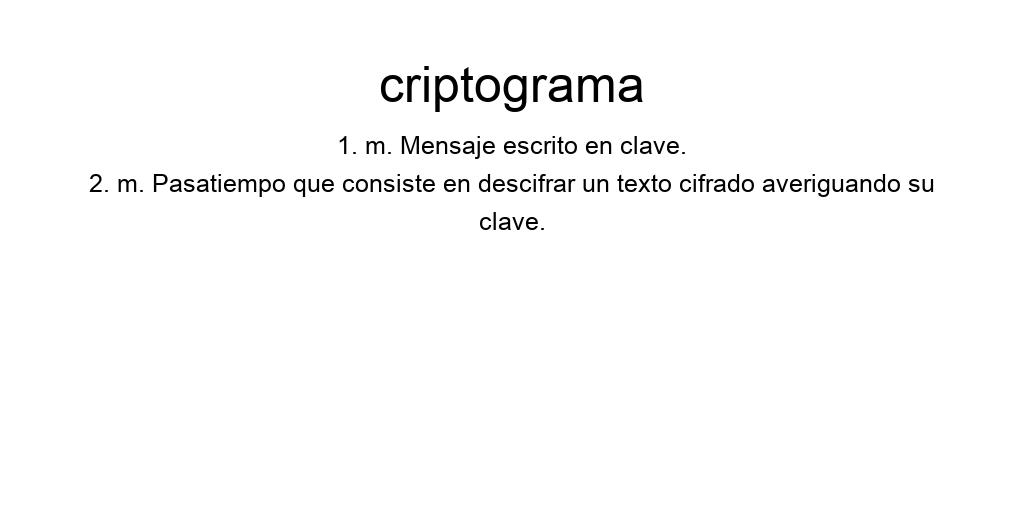 criptograma
1. m. Mensaje escrito en clave.
2. m. Pasatiempo que consiste en descifrar un texto cifrado averiguando su
clave.